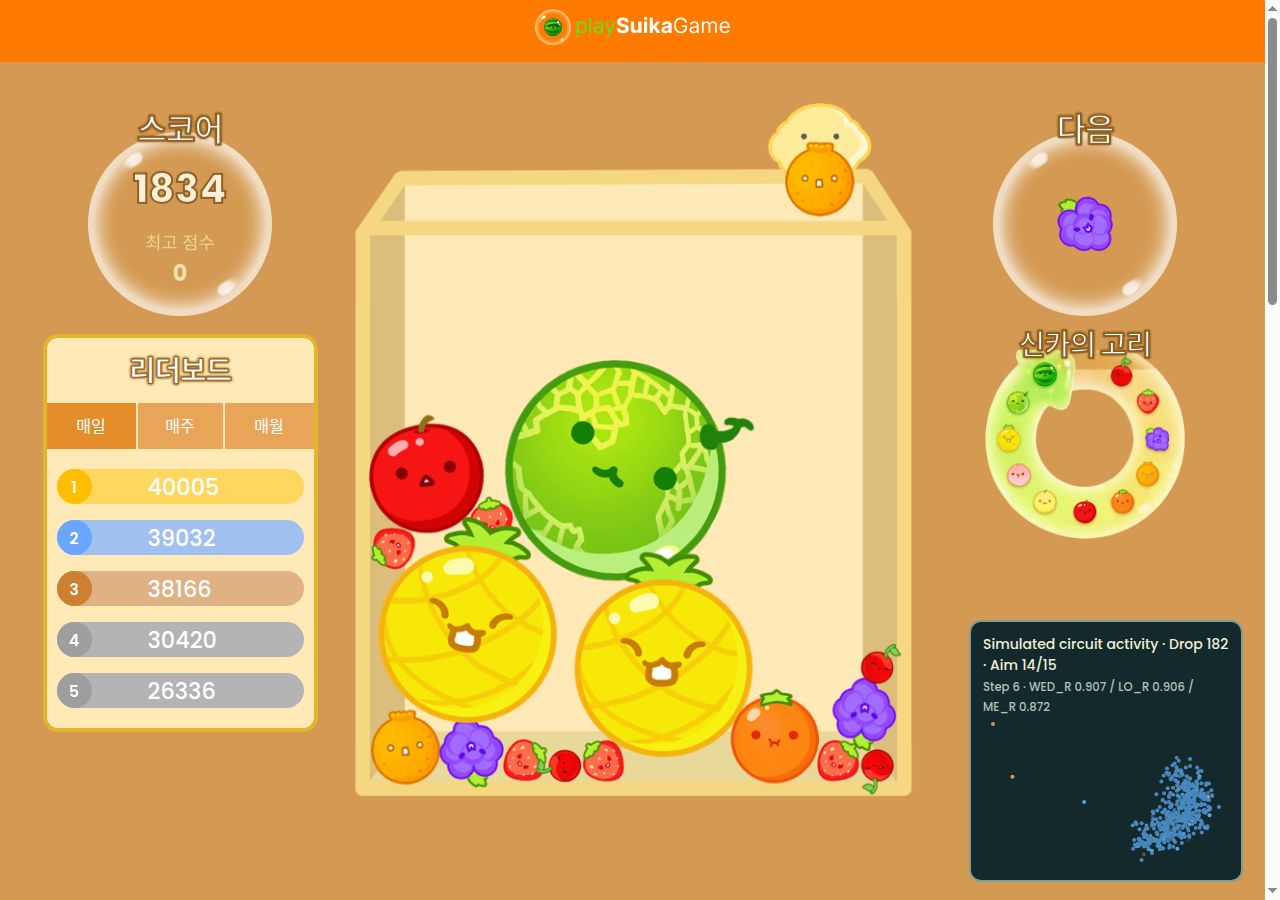 playSuikaGame
스코어
1834
최고 점수
0
리더보드
매일 매주 매월
1 40005
2 39032
3 38166
4 30420
5 26336
다음
신카의 고리
Simulated circuit activity · Drop 182
· Aim 14/15
Step 6 · WED_R 0.907 / LO_R 0.906 /
ME_R 0.872